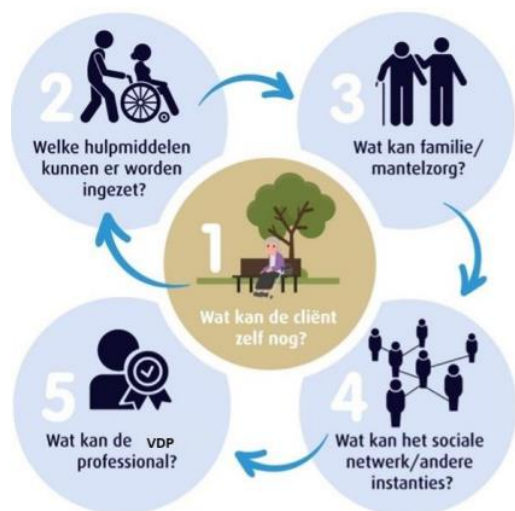 1
Wat kan de cliënt
zelf nog?
2
Welke hulpmiddelen
kunnen er worden
ingezet?
3
Wat kan familie/
mantelzorg?
4
Wat kan het sociale
netwerk/andere
instanties?
5
Wat kan de VDP
professional?